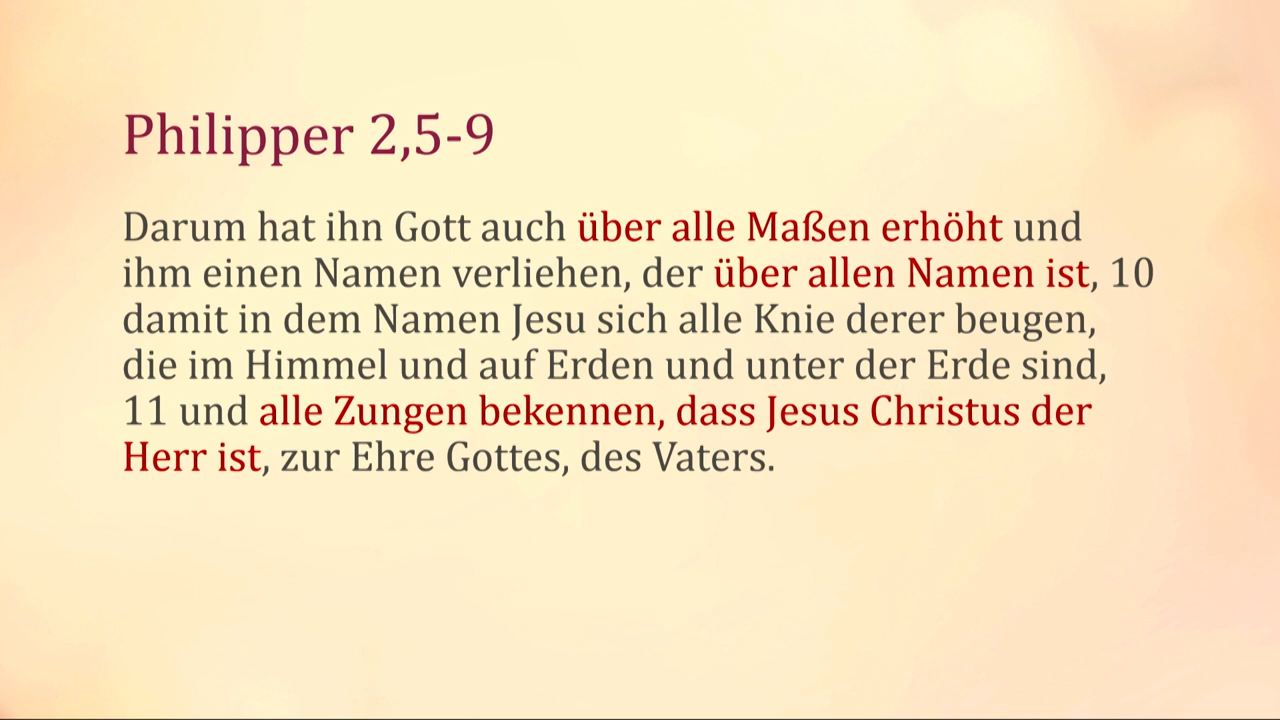 Philipper 2,5-9
Darum hat ihn Gott auch über alle Maßen erhöht und
ihm einen Namen verliehen, der über allen Namen ist, 10
damit in dem Namen Jesu sich alle Knie derer beugen,
die im Himmel und auf Erden und unter der Erde sind,
11 und alle Zungen bekennen, dass Jesus Christus der
Herr ist, zur Ehre Gottes, des Vaters.